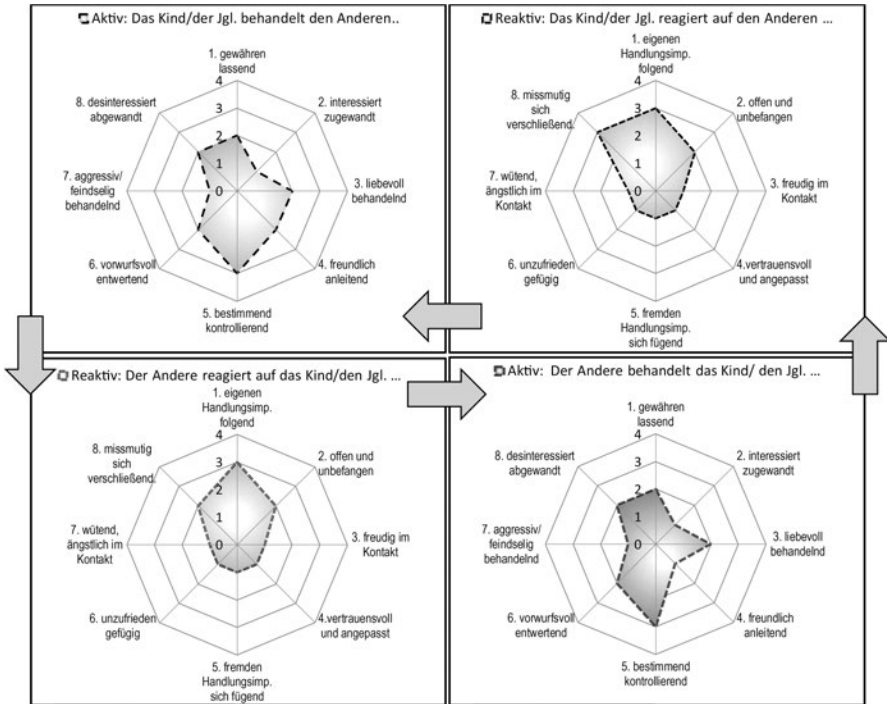 Aktiv: Das Kind/der Jgl. behandelt den Anderen..
1. gewähren
lassend
2. interessiert
zugewandt
3. liebevoll
behandelnd
4. freundlich
anleitend
5. bestimmend
kontrollierend
6. vorwurfsvoll
entwertend
7. aggressiv/
feindselig
behandelnd
8. desinteressiert
abgewandt
4
3
2
1
0
Reaktiv: Das Kind/der Jgl. reagiert auf den Anderen ...
1. eigenen
Handlungsimp.
folgend
2. offen und
unbefangen
3. freudig im
Kontakt
4.vertrauensvoll
und angepasst
5. fremden
Handlungsimp.
sich fügend
6. unzufrieden
gefügig
7. wütend,
ängstlich im
Kontakt
8. missmutig
sich
verschließend.
4
3
2
1
0
Reaktiv: Der Andere reagiert auf das Kind/den Jgl. ...
1. eigenen
Handlungsimp.
folgend
2. offen und
unbefangen
3. freudig im
Kontakt
4.vertrauensvoll
und angepasst
5. fremden
Handlungsimp.
sich fügend
6. unzufrieden
gefügig
7. wütend,
ängstlich im
Kontakt
8. missmutig
sich
verschließend.
4
3
2
1
0
Aktiv: Der Andere behandelt das Kind/ den Jgl. ...
1. gewähren
lassend
2. interessiert
zugewandt
3. liebevoll
behandelnd
4. freundlich
anleitend
5. bestimmend
kontrollierend
6. vorwurfsvoll
entwertend
7. aggressiv/
feindselig
behandelnd
8. desinteressiert
abgewandt
4
3
2
1
0